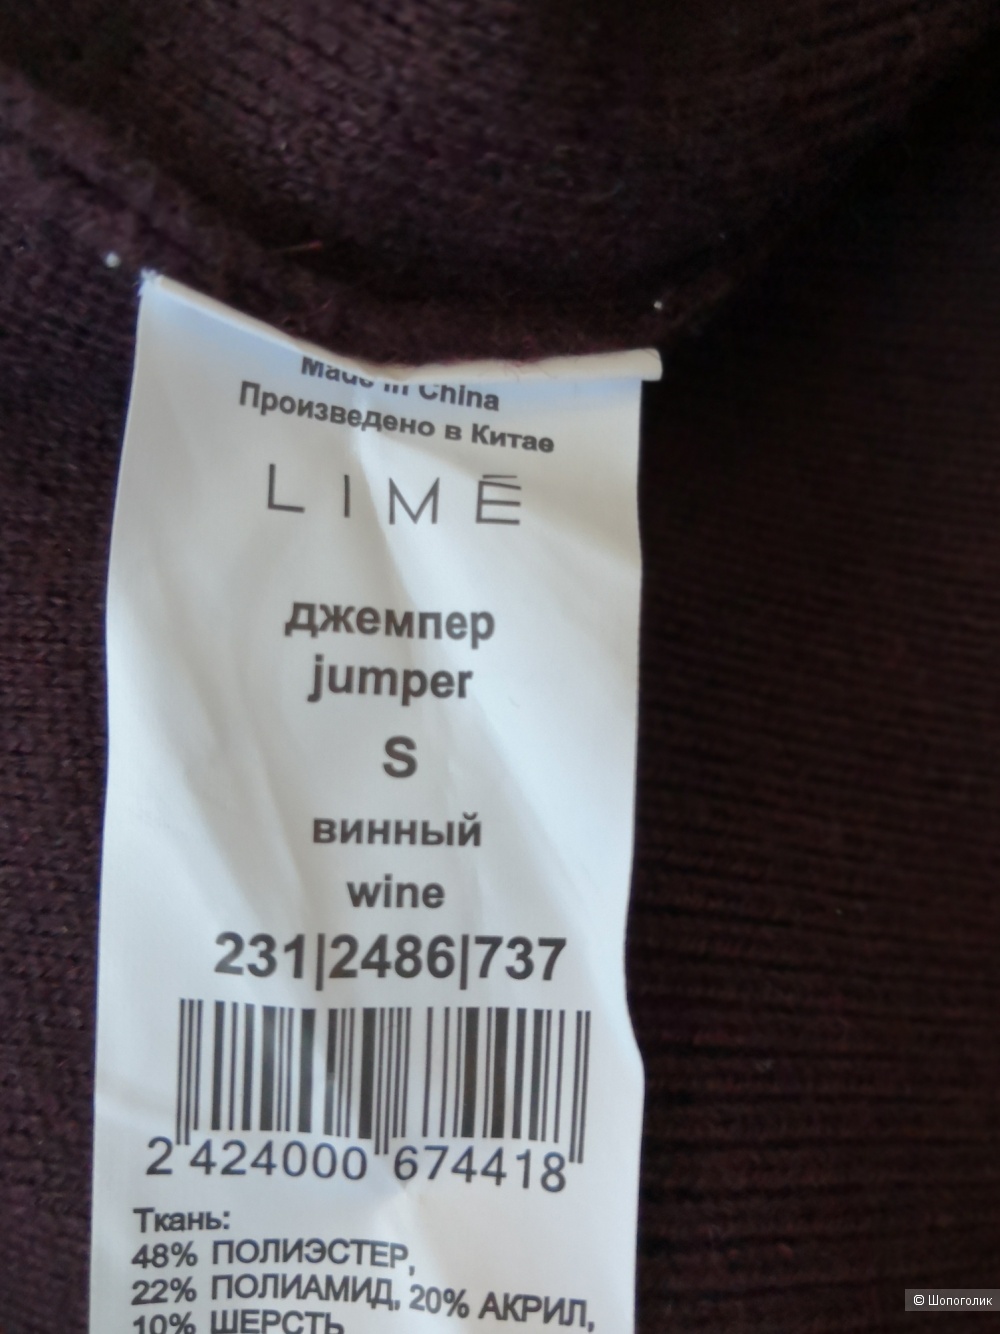 Made in China
Произведено в Китае
LIMĒ
джемпер
jumper
S
винный
wine
231|2486|737
2 424000 674418
Ткань:
48% ПОЛИЭСТЕР,
22% ПОЛИАМИД, 20% АКРИЛ,
10% ШЕРСТЬ
© Шопоголик